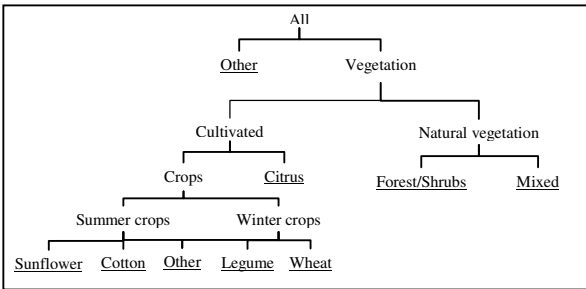 All
Other Vegetation
Cultivated Natural vegetation
Crops Citrus Forest/Shrubs Mixed
Summer crops Winter crops
Sunflower Cotton Other Legume Wheat